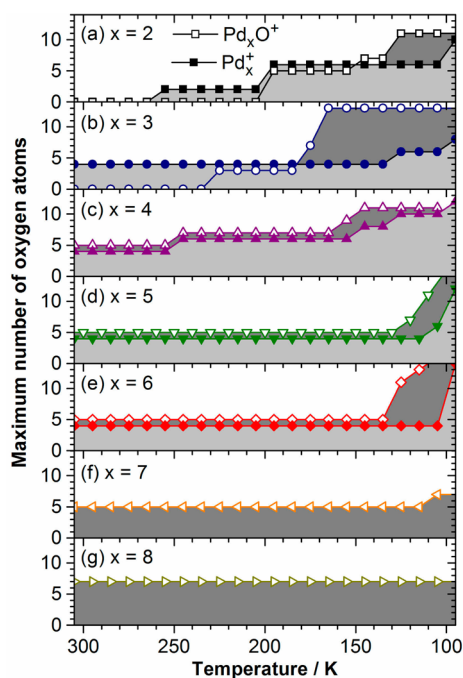 (a) x = 2
PdxO+
Pdx+
10
5
0
(b) x = 3
10
5
0
(c) x = 4
10
5
0
(d) x = 5
10
5
0
(e) x = 6
10
5
0
(f) x = 7
10
5
0
(g) x = 8
10
5
0
300 250 200 150 100
Temperature / K
Maximum number of oxygen atoms